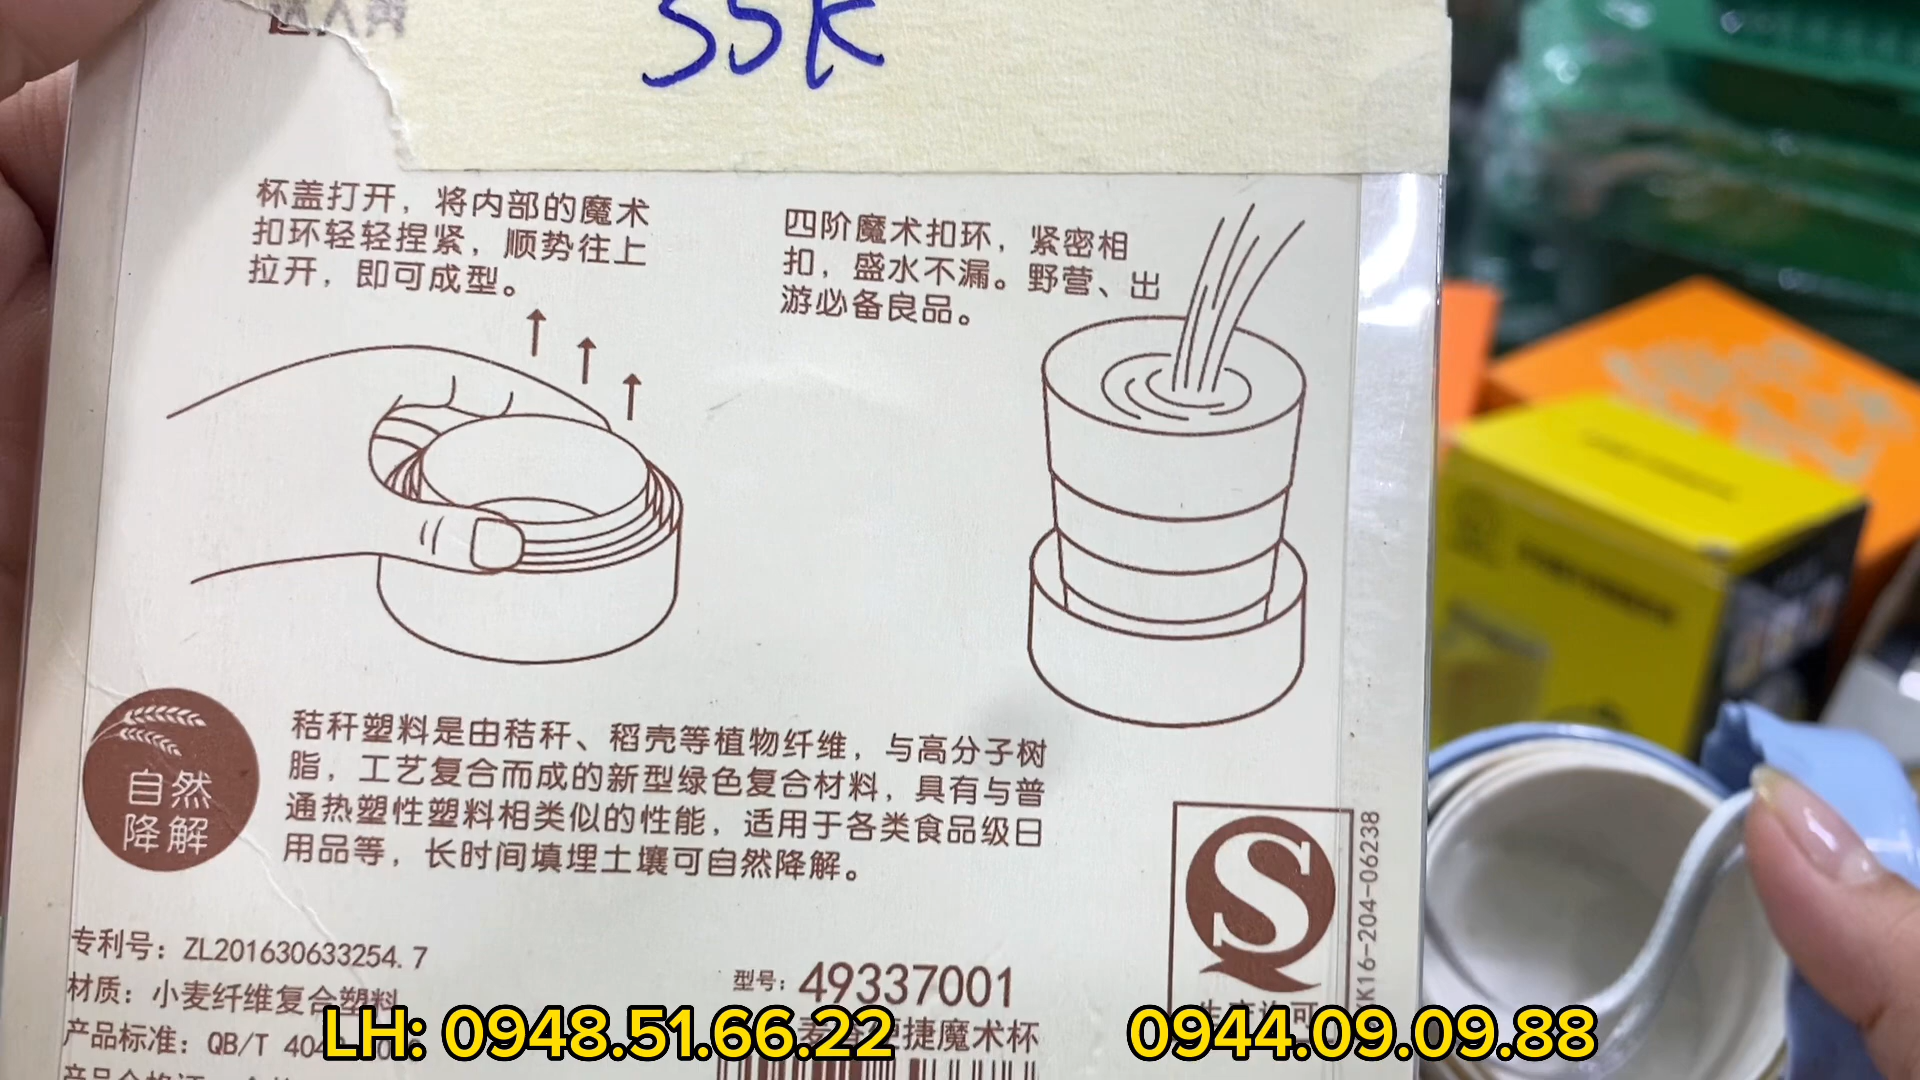 55K
杯盖打开，将内部的魔术
扣环轻轻捏紧，顺势往上
拉开，即可成型。
四阶魔术扣环，紧密相
扣，盛水不漏。野营、出
游必备良品。
秸秆塑料是由秸秆、稻壳等植物纤维，与高分子树
脂，工艺复合而成的新型绿色复合材料，具有与普
通热塑性塑料相类似的性能，适用于各类食品级日
用品等，长时间填埋土壤可自然降解。
自然
降解
专利号：ZL201630633254.7
材质：小麦纤维复合塑料
产品标准：QB/T
型号：49337001
捷魔术杯
生产许可
K16-204-06238
LH: 0948.51.66.22
0944.09.09.88